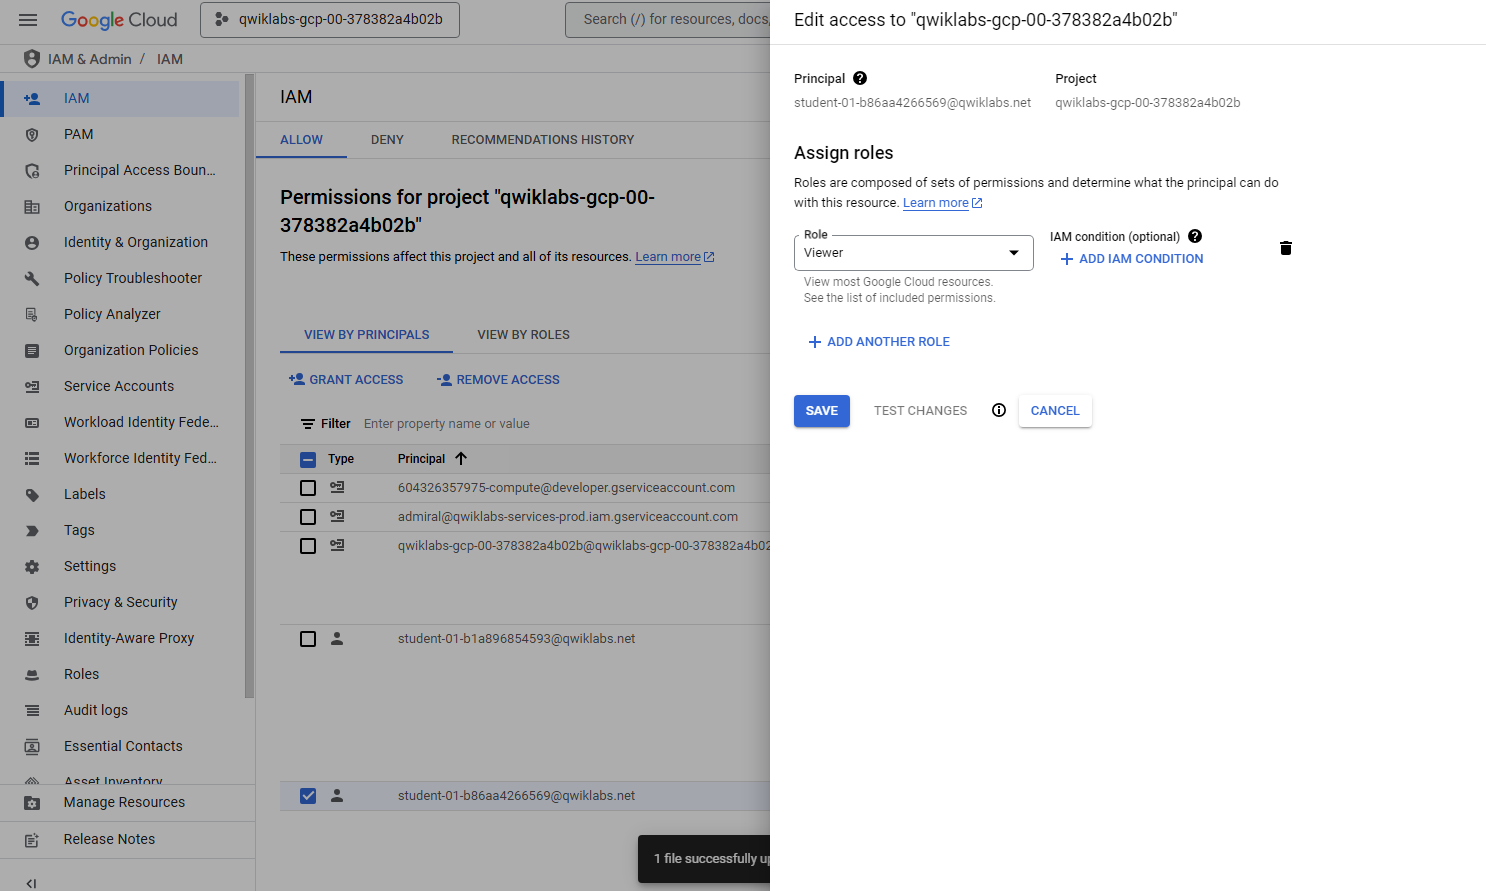 Google Cloud
qwiklabs-gcp-00-378382a4b02b
Search (/) for resources, docs,
IAM & Admin / IAM
IAM
PAM
Principal Access Boun...
Organizations
Identity & Organization
Policy Troubleshooter
Policy Analyzer
Organization Policies
Service Accounts
Workload Identity Fede...
Workforce Identity Fed...
Labels
Tags
Settings
Privacy & Security
Identity-Aware Proxy
Roles
Audit logs
Essential Contacts
Asset Inventory
Manage Resources
Release Notes
IAM
ALLOW DENY RECOMMENDATIONS HISTORY
Permissions for project "qwiklabs-gcp-00-
378382a4b02b"
These permissions affect this project and all of its resources. Learn more
VIEW BY PRINCIPALS VIEW BY ROLES
GRANT ACCESS REMOVE ACCESS
Filter Enter property name or value
Type Principal
604326357975-compute@developer.gserviceaccount.com
admiral@qwiklabs-services-prod.iam.gserviceaccount.com
qwiklabs-gcp-00-378382a4b02b@qwiklabs-gcp-00-378382a4b02
student-01-b1a896854593@qwiklabs.net
student-01-b86aa4266569@qwiklabs.net
1 file successfully up
Edit access to "qwiklabs-gcp-00-378382a4b02b"
Principal Project
student-01-b86aa4266569@qwiklabs.net qwiklabs-gcp-00-378382a4b02b
Assign roles
Roles are composed of sets of permissions and determine what the principal can do
with this resource. Learn more
Role IAM condition (optional)
Viewer ADD IAM CONDITION
View most Google Cloud resources.
See the list of included permissions.
ADD ANOTHER ROLE
SAVE TEST CHANGES CANCEL